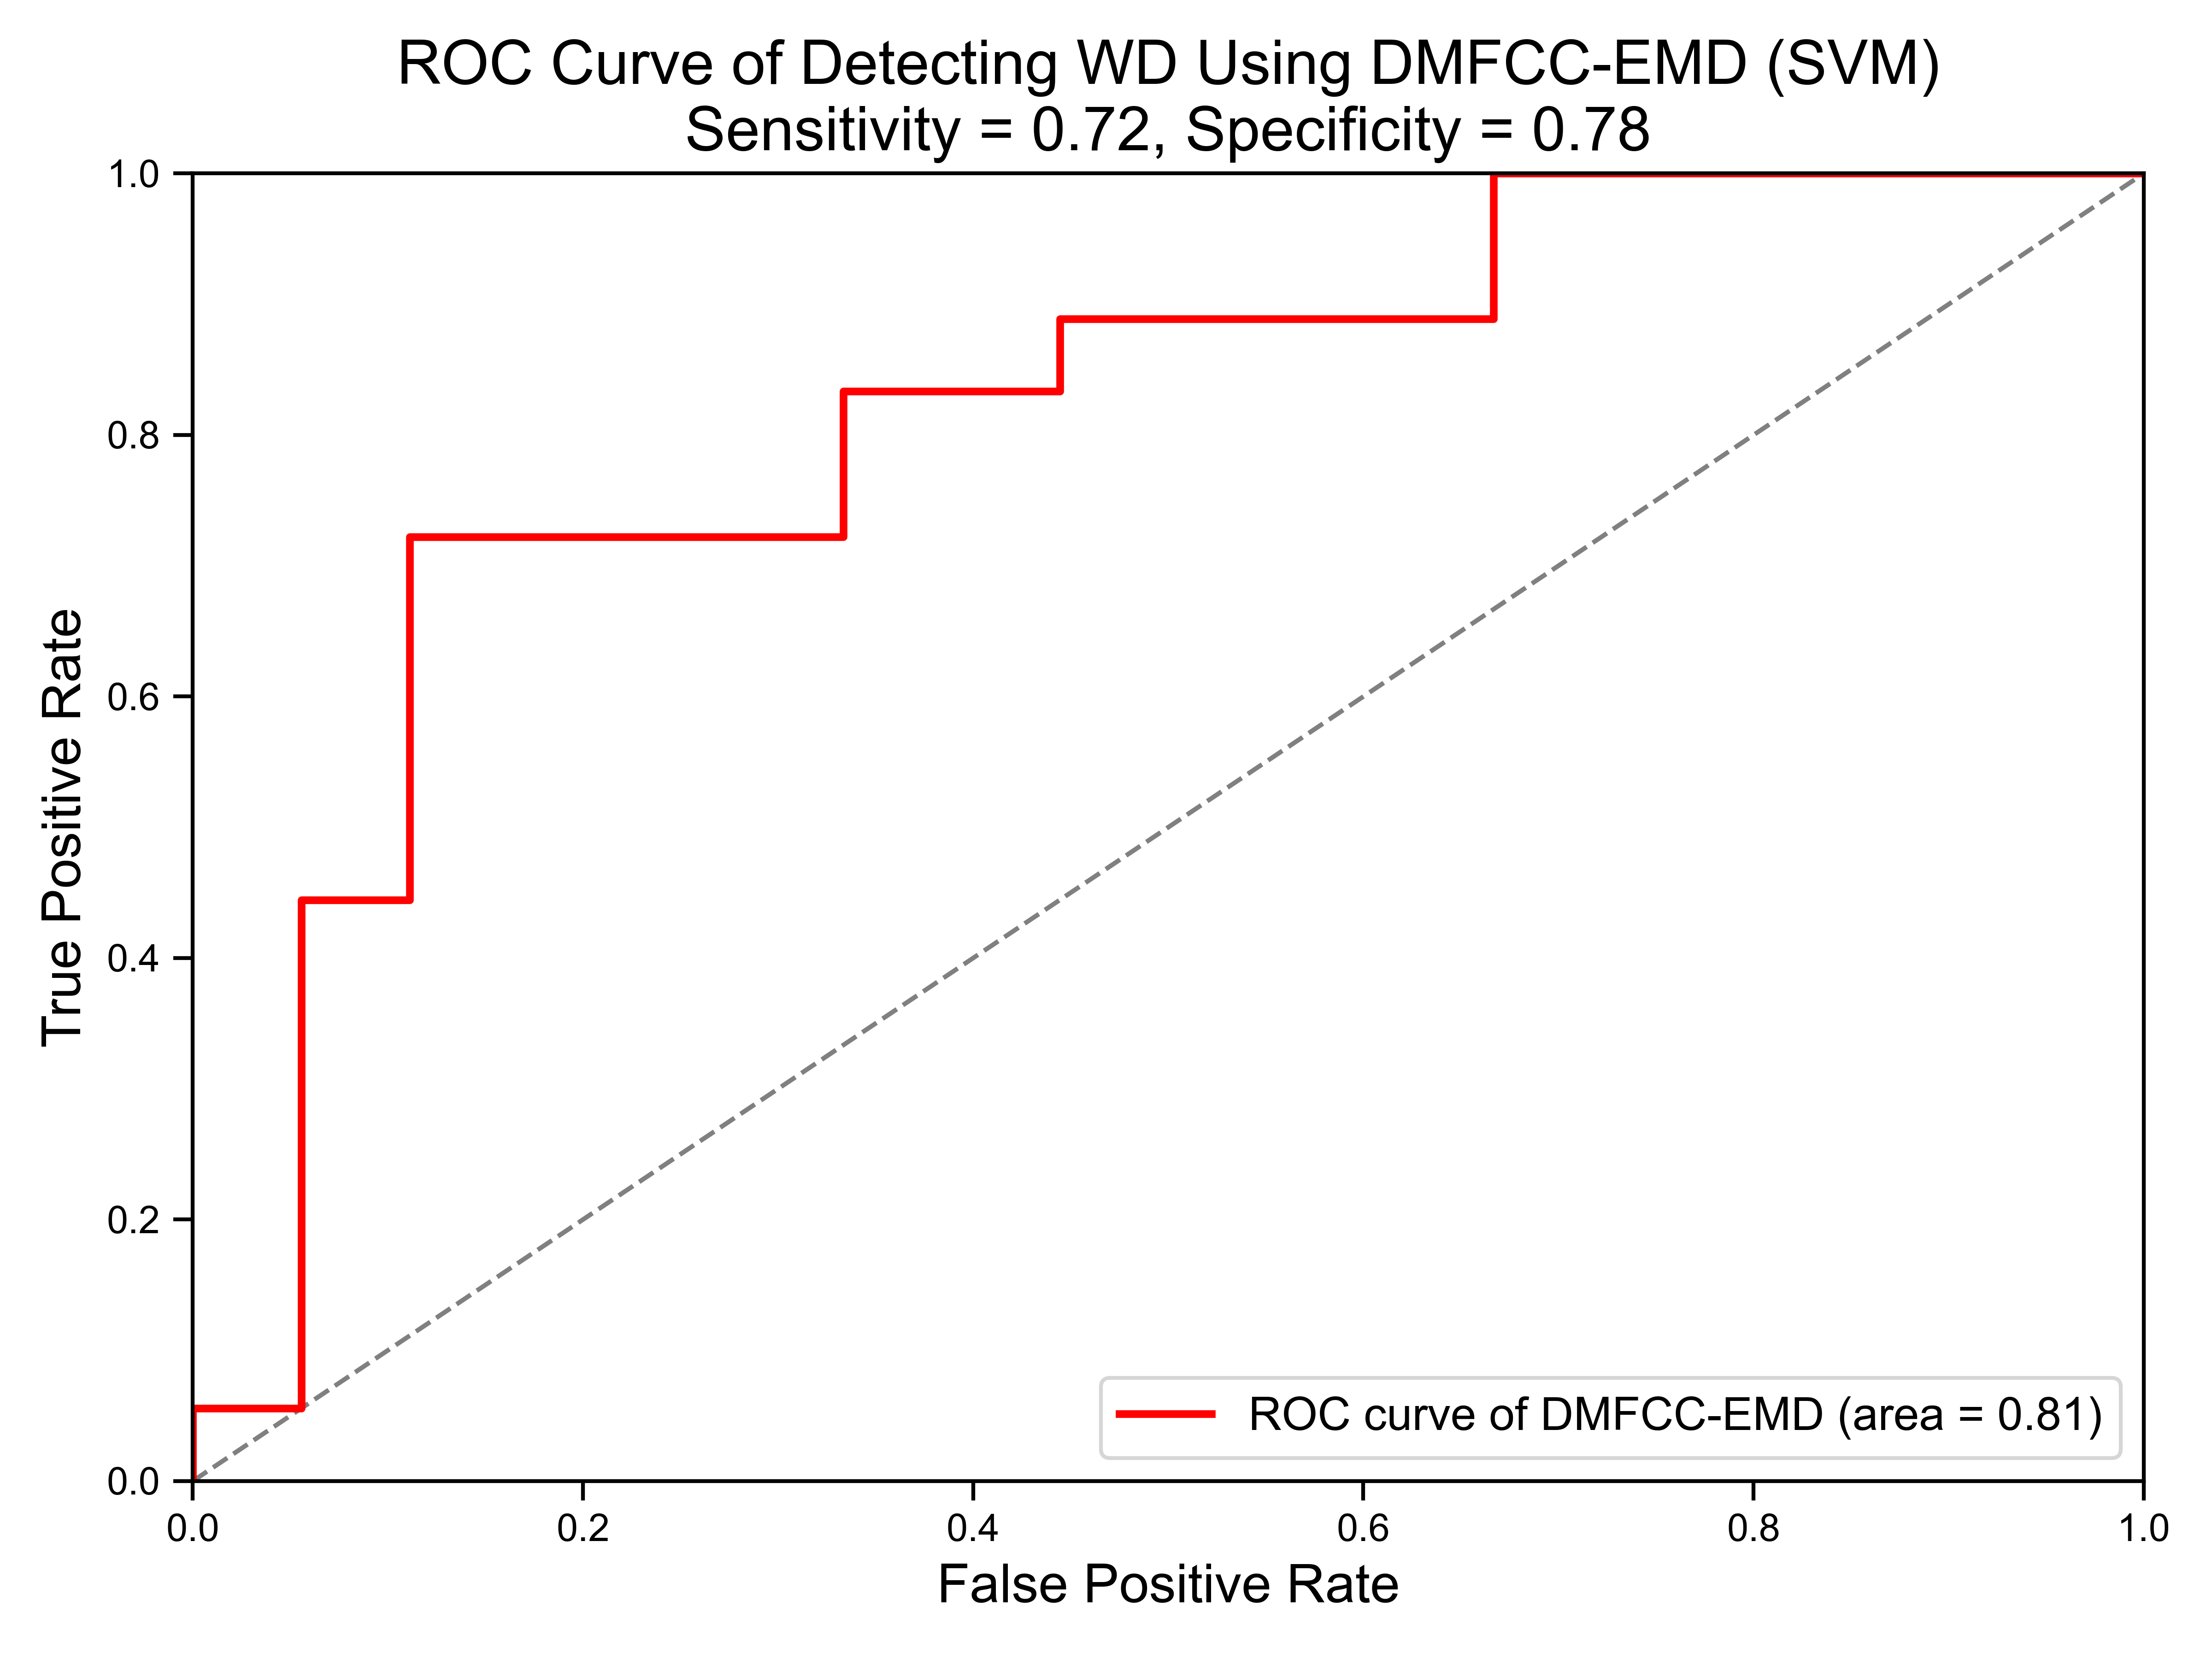 ROC Curve of Detecting WD Using DMFCC-EMD (SVM)
Sensitivity = 0.72, Specificity = 0.78
1.0
0.8
0.6
0.4
0.2
0.0
True Positive Rate
ROC curve of DMFCC-EMD (area = 0.81)
0.0 0.2 0.4 0.6 0.8 1.0
False Positive Rate